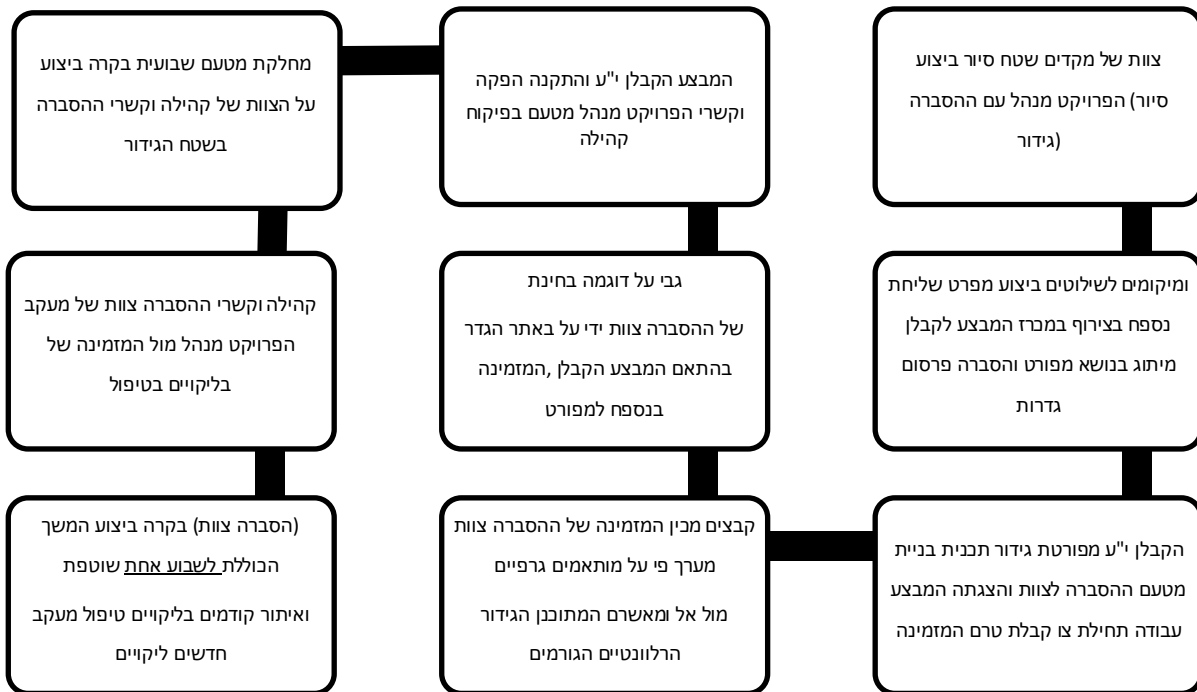 צוות של מקדים שטח סיור ביצוע
סיור) הפרויקט מנהל עם ההסברה
(גידור
ומיקומים לשילוטים ביצוע מפרט שליחת
נספח בצירוף במכרז המבצע לקבלן
מיתוג בנושא מפורט והסברה פרסום
גדרות
הקבלן י"ע מפורטת גידור תכנית בניית
מטעם ההסברה לצוות והצגתה המבצע
עבודה תחילת צו קבלת טרם המזמינה
קבצים מכין המזמינה של ההסברה צוות
מערך פי על מותאמים גרפיים
מול אל ומאשרם המתוכנן הגידור
הרלוונטיים הגורמים
גבי על דוגמה בחינת
של ההסברה צוות ידי על באתר הגדר
בהתאם המבצע הקבלן ,המזמינה
בנספח למפורט
המבצע הקבלן י"ע והתקנה הפקה
וקשרי הפרויקט מנהל מטעם בפיקוח
קהילה
מחלקת מטעם שבועית בקרה ביצוע
על הצוות של קהילה וקשרי ההסברה
בשטח הגידור
קהילה וקשרי ההסברה צוות של מעקב
הפרויקט מנהל מול המזמינה של
בליקויים בטיפול
(הסברה צוות) בקרה ביצוע המשך
הכוללת לשבוע אחת שוטפת
ואיתור קודמים בליקויים טיפול מעקב
חדשים ליקויים